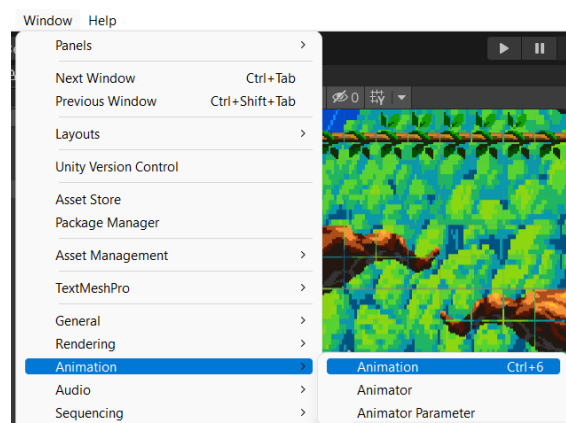 Window Help
Panels
Next Window Ctrl+Tab
Previous Window Ctrl+Shift+Tab
0
Layouts
Unity Version Control
Asset Store
Package Manager
Asset Management
TextMeshPro
General
Rendering
Animation
Animation Ctrl+6
Audio
Animator
Sequencing
Animator Parameter